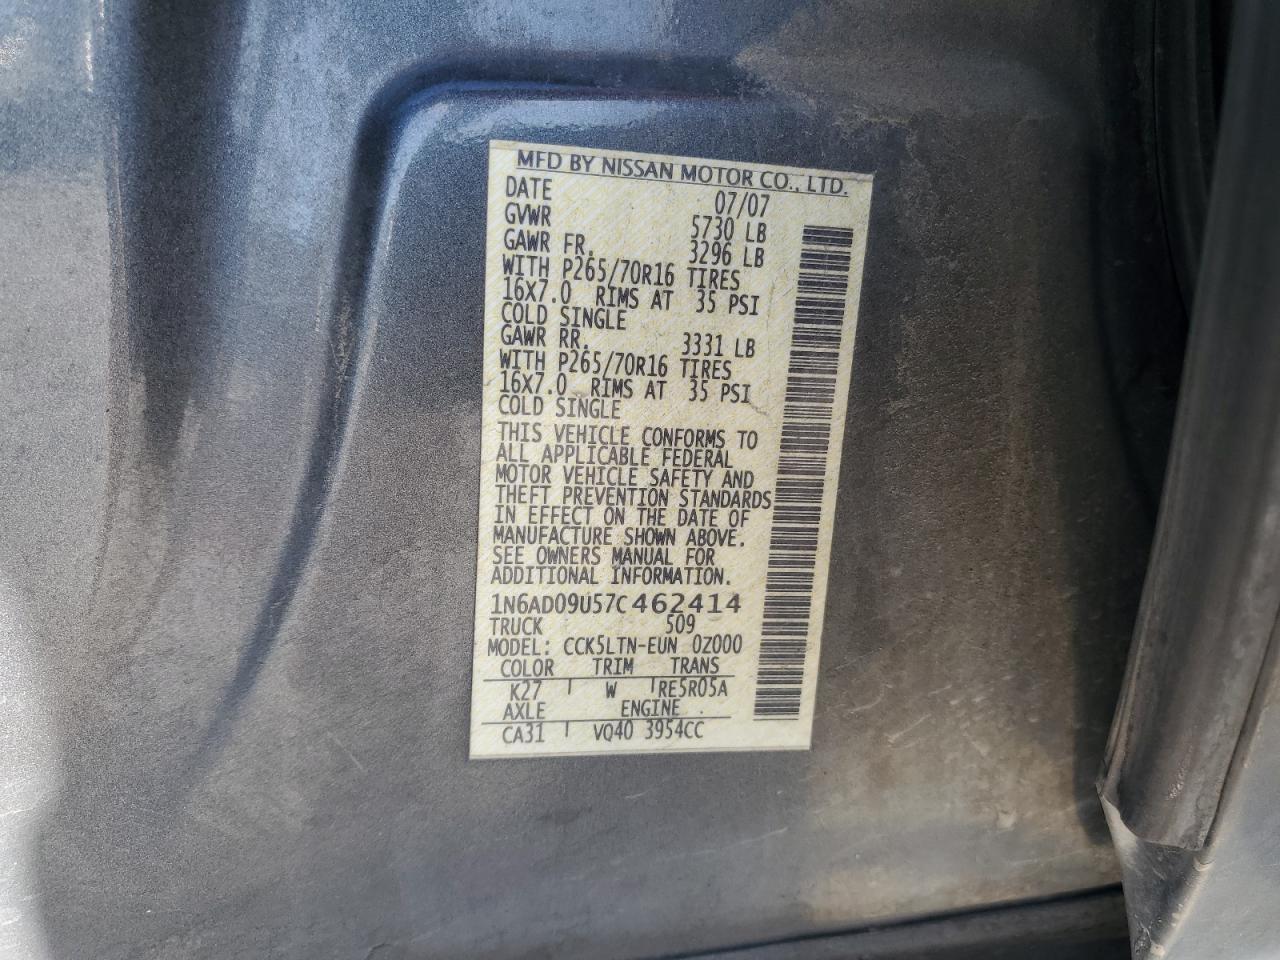 MFD BY NISSAN MOTOR CO., LTD.
DATE 07/07
GVWR 5730 LB
GAWR FR. 3296 LB
WITH P265/70R16 TIRES
16X7.0 RIMS AT 35 PSI
COLD SINGLE
GAWR RR. 3331 LB
WITH P265/70R16 TIRES
16X7.0 RIMS AT 35 PSI
COLD SINGLE
THIS VEHICLE CONFORMS TO
ALL APPLICABLE FEDERAL
MOTOR VEHICLE SAFETY AND
THEFT PREVENTION STANDARDS
IN EFFECT ON THE DATE OF
MANUFACTURE SHOWN ABOVE.
SEE OWNERS MANUAL FOR
ADDITIONAL INFORMATION.
1N6AD09U57C462414
TRUCK 509
MODEL: CCK5LTN-EUN 0Z000
COLOR TRIM TRANS
K27 W RE5R05A
AXLE ENGINE
CA31 VQ40 3954CC